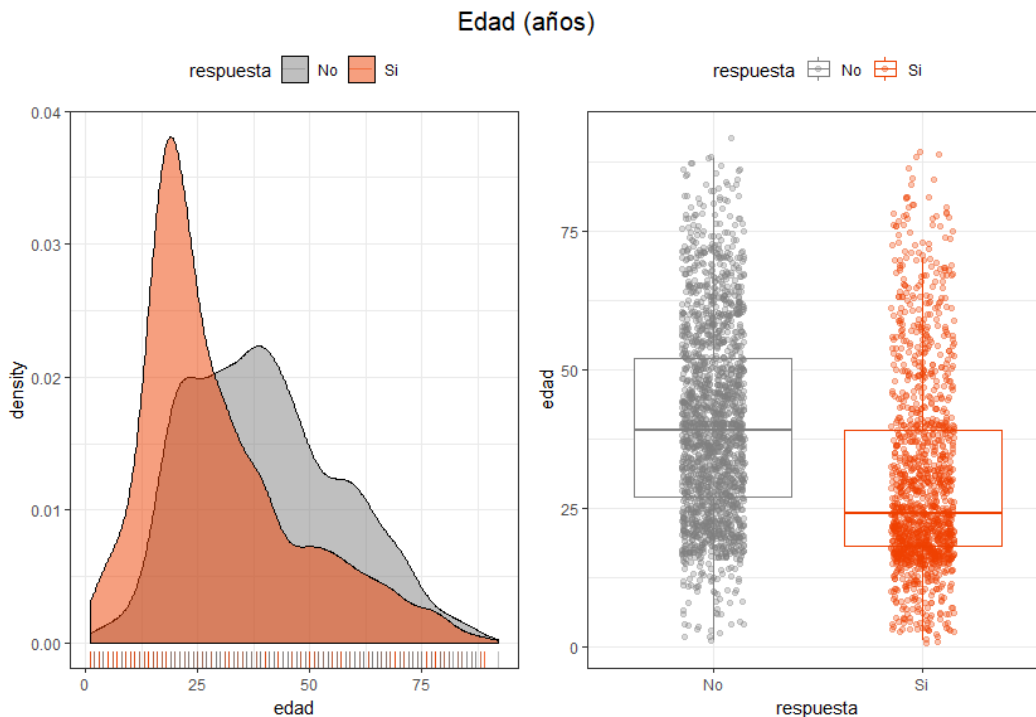 Edad (años)
respuesta No Si
0.04
0.03
0.02
0.01
0.00
density
0 25 50 75
edad
respuesta No Si
75
50
25
0
edad
No Si
respuesta